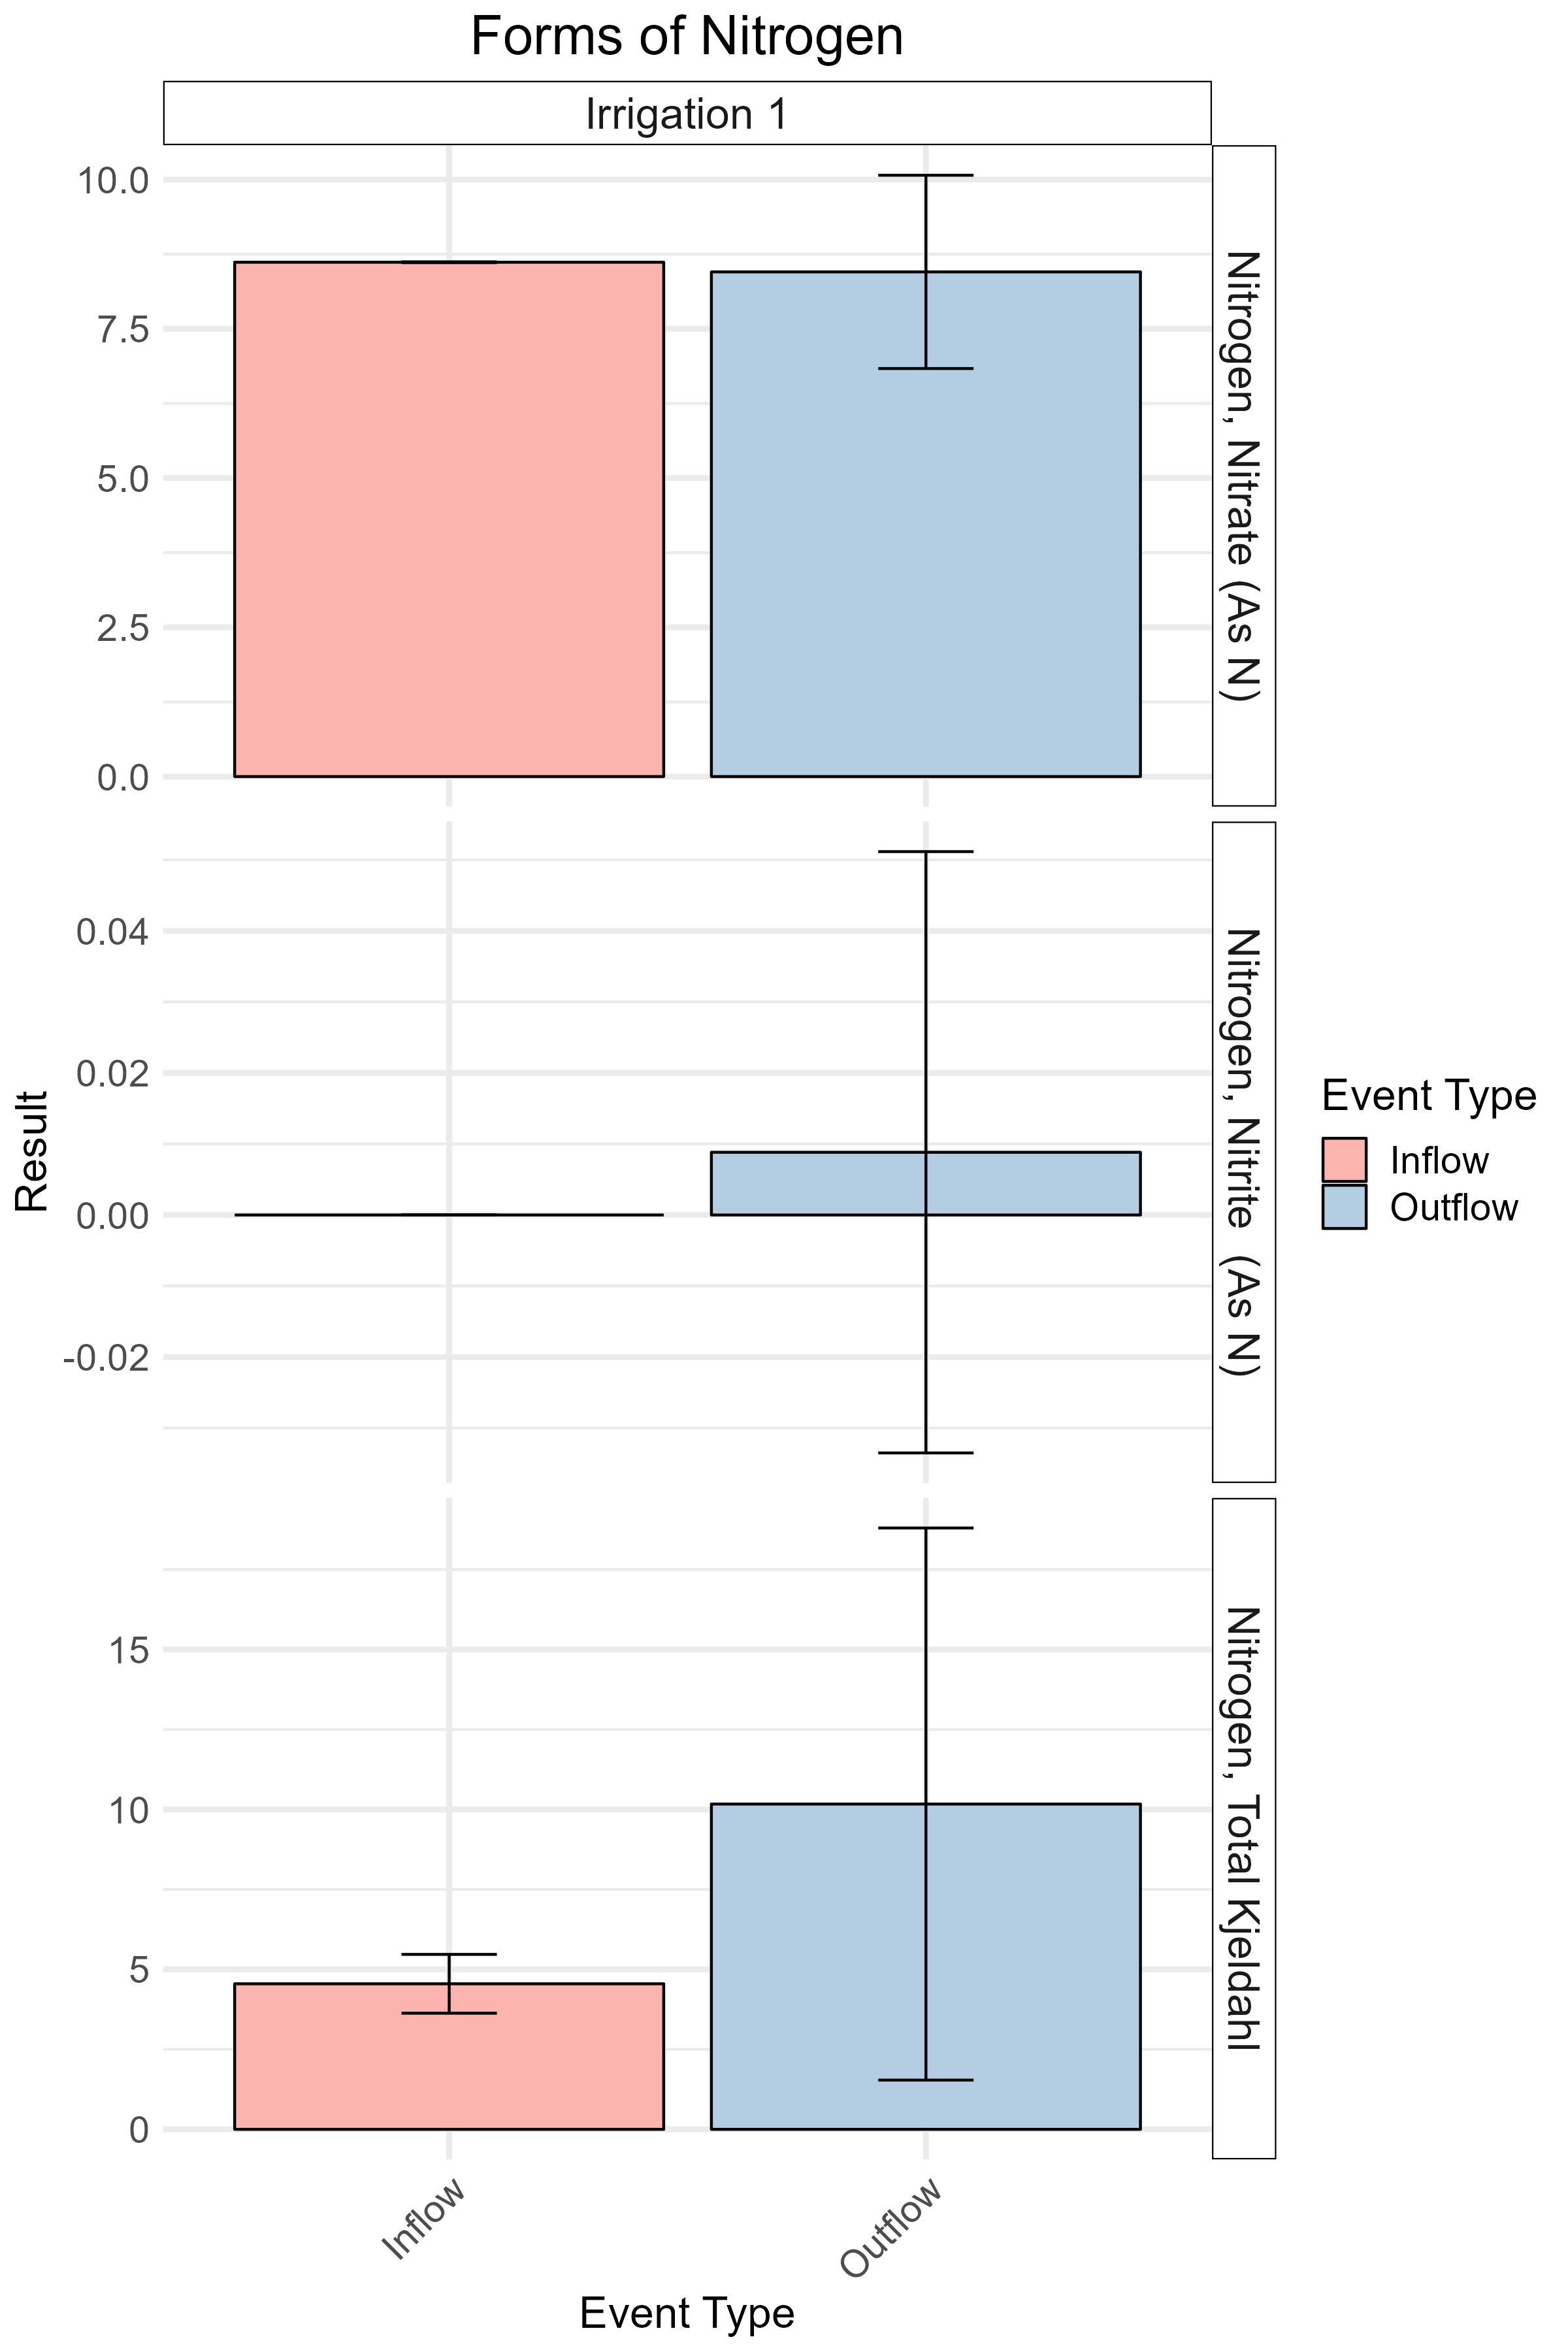 Forms of Nitrogen
Irrigation 1
10.0
7.5
5.0
2.5
0.0
Nitrogen, Nitrate (As N)
0.04
0.02
0.00
-0.02
Nitrogen, Nitrite  (As N)
15
10
5
0
Nitrogen, Total Kjeldahl
Result
Inflow
Outflow
Event Type
Event Type
Inflow
Outflow